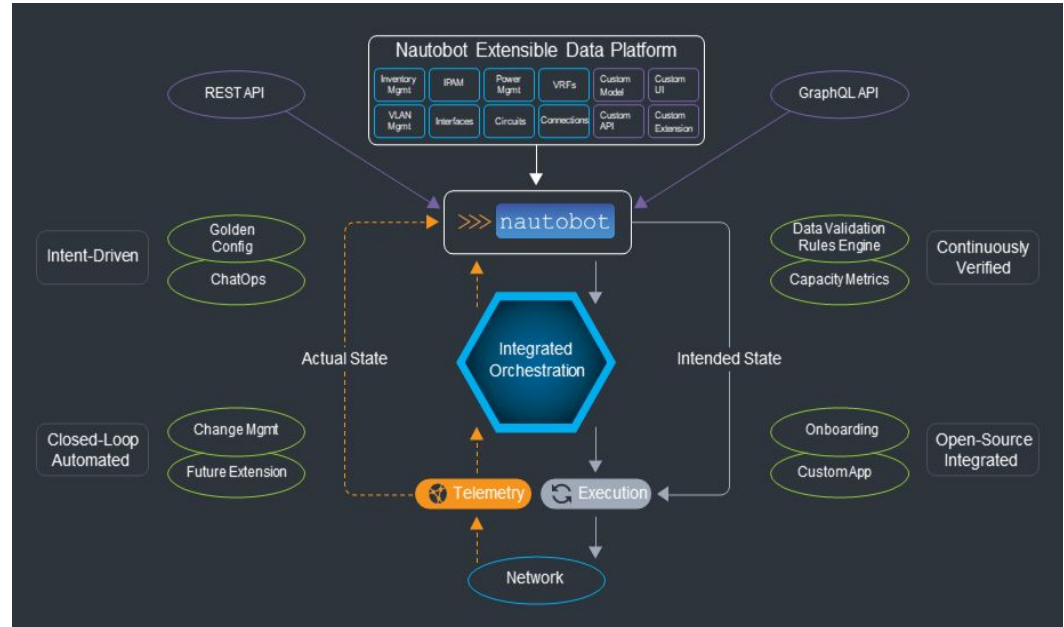 Nautobot Extensible Data Platform
Inventory
Mgmt
IPAM
Power
Mgmt
VRFs
Custom
Model
Custom
UI
VLAN
Mgmt
Interfaces
Circuits
Connections
Custom
API
Custom
Extension
REST API
GraphQL API
>>> nautobot
Intent-Driven
Golden
Config
ChatOps
Data Validation
Rules Engine
Capacity Metrics
Continuously
Verified
Actual State
Integrated
Orchestration
Intended State
Closed-Loop
Automated
Change Mgmt
Future Extension
Onboarding
Custom App
Open-Source
Integrated
Telemetry
Execution
Network